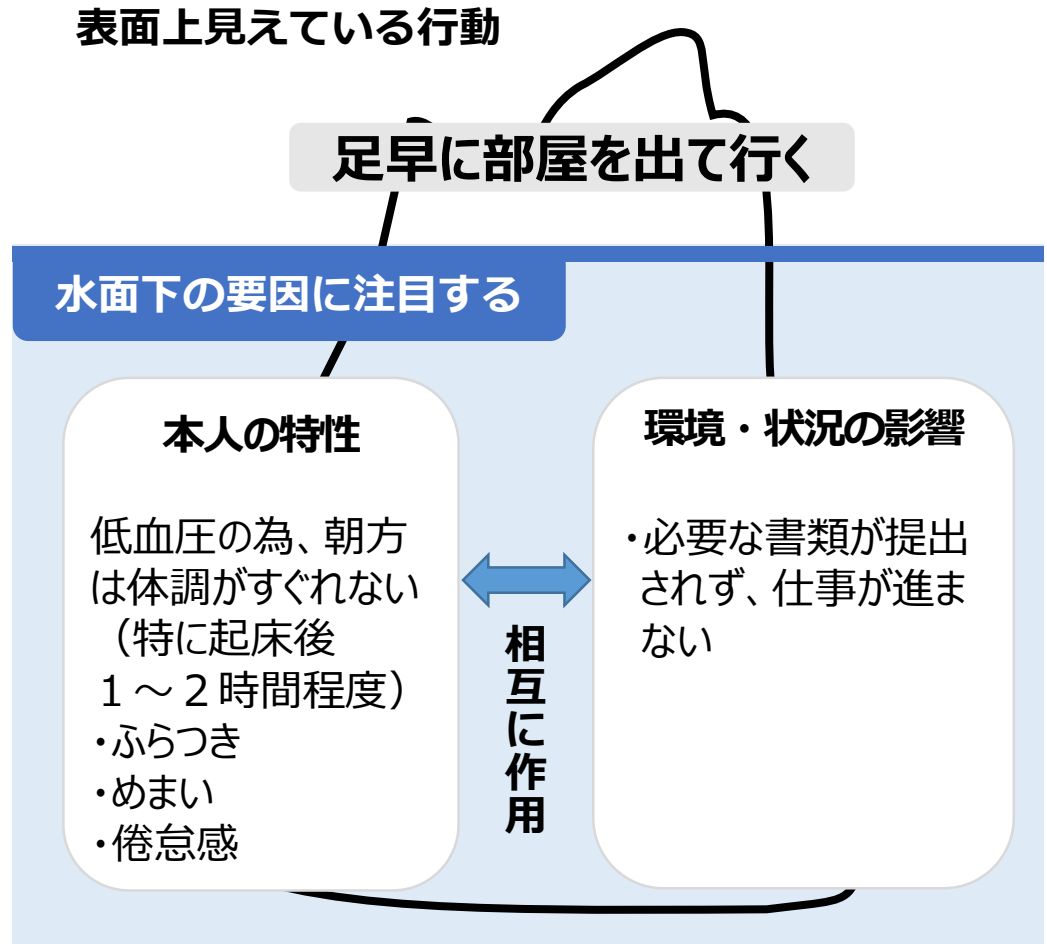 表面上見えている行動
足早に部屋を出て行く
水面下の要因に注目する
本人の特性
低血圧の為、朝方
は体調がすぐれない
（特に起床後
１～２時間程度）
・ふらつき
・めまい
・倦怠感
相互に作用
環境・状況の影響
・必要な書類が提出
されず、仕事が進ま
ない